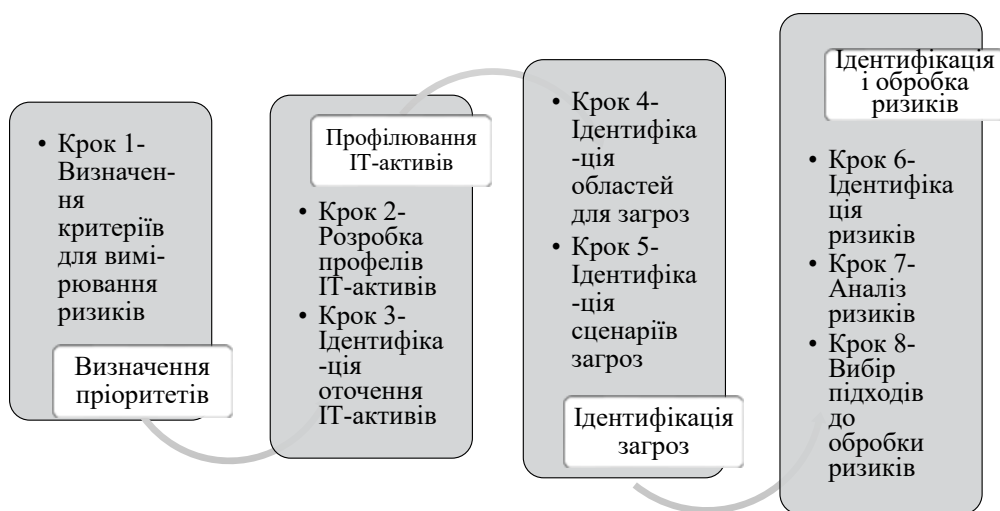 • Крок 1-
Визначен-
ня
критеріїв
для вимі-
рювання
ризиків
Визначення
пріоритетів
Профілювання
ІТ-активів
• Крок 2-
Розробка
профелів
ІТ-активів
• Крок 3-
Ідентифіка
-ція
оточення
ІТ-активів
• Крок 4-
Ідентифіка
-ція
областей
для загроз
• Крок 5-
Ідентифіка
-ція
сценаріїв
загроз
Ідентифікація
загроз
Ідентифікація
і обробка
ризиків
• Крок 6-
Ідентифіка
ція
ризиків
• Крок 7-
Аналіз
ризиків
• Крок 8-
Вибір
підходів
до
обробки
ризиків